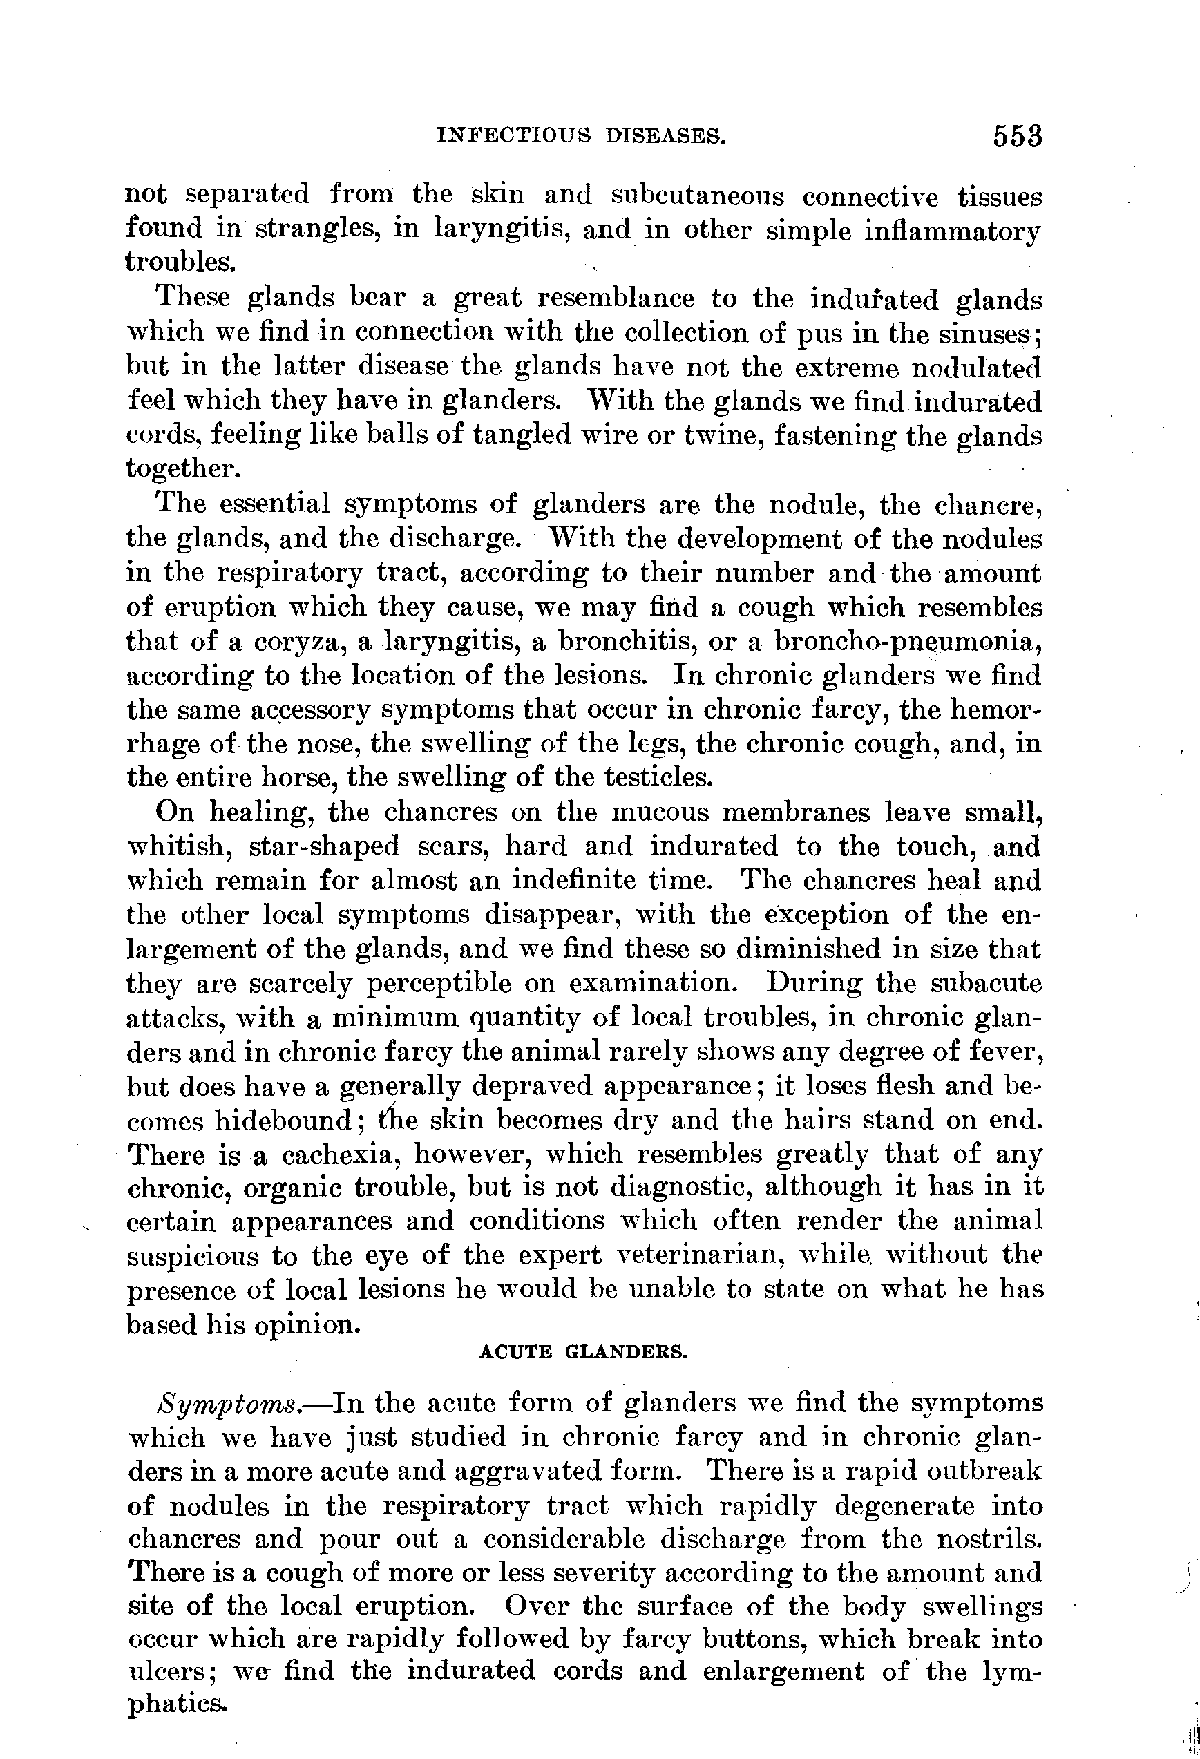 INFECTIOUS DISEASES. 553
not separated from the skin and subcutaneous connective tissues
found in strangles, in laryngitis, and in other simple inflammatory
troubles.
These glands bear a great resemblance to the indurated glands
which we find in connection with the collection of pus in the sinuses;
but in the latter disease the glands have not the extreme nodulated
feel which they have in glanders. With the glands we find indurated
cords, feeling like balls of tangled wire or twine, fastening the glands
together.
The essential symptoms of glanders are the nodule, the chancre,
the glands, and the discharge. With the development of the nodules
in the respiratory tract, according to their number and the amount
of eruption which they cause, we may find a cough which resembles
that of a coryza, a laryngitis, a bronchitis, or a broncho-pneumonia,
according to the location of the lesions. In chronic glanders we find
the same accessory symptoms that occur in chronic farcy, the hemor-
rhage of the nose, the swelling of the legs, the chronic cough, and, in
the entire horse, the swelling of the testicles.
On healing, the chancres on the mucous membranes leave small,
whitish, star-shaped scars, hard and indurated to the touch, and
which remain for almost an indefinite time. The chancres heal and
the other local symptoms disappear, with the exception of the en-
largement of the glands, and we find these so diminished in size that
they are scarcely perceptible on examination. During the subacute
attacks, with a minimum quantity of local troubles, in chronic glan-
ders and in chronic farcy the animal rarely shows any degree of fever,
but does have a generally depraved appearance; it loses flesh and be-
comes hidebound; the skin becomes dry and the hairs stand on end.
There is a cachexia, however, which resembles greatly that of any
chronic, organic trouble, but is not diagnostic, although it has in it
certain appearances and conditions which often render the animal
suspicious to the eye of the expert veterinarian, while without the
presence of local lesions he would be unable to state on what he has
based his opinion.
ACUTE GLANDERS.
Symptoms.—In the acute form of glanders we find the symptoms
which we have just studied in chronic farcy and in chronic glan-
ders in a more acute and aggravated form. There is a rapid outbreak
of nodules in the respiratory tract which rapidly degenerate into
chancres and pour out a considerable discharge from the nostrils.
There is a cough of more or less severity according to the amount and
site of the local eruption. Over the surface of the body swellings
occur which are rapidly followed by farcy buttons, which break into
ulcers; we find the indurated cords and enlargement of the lym-
phatics.